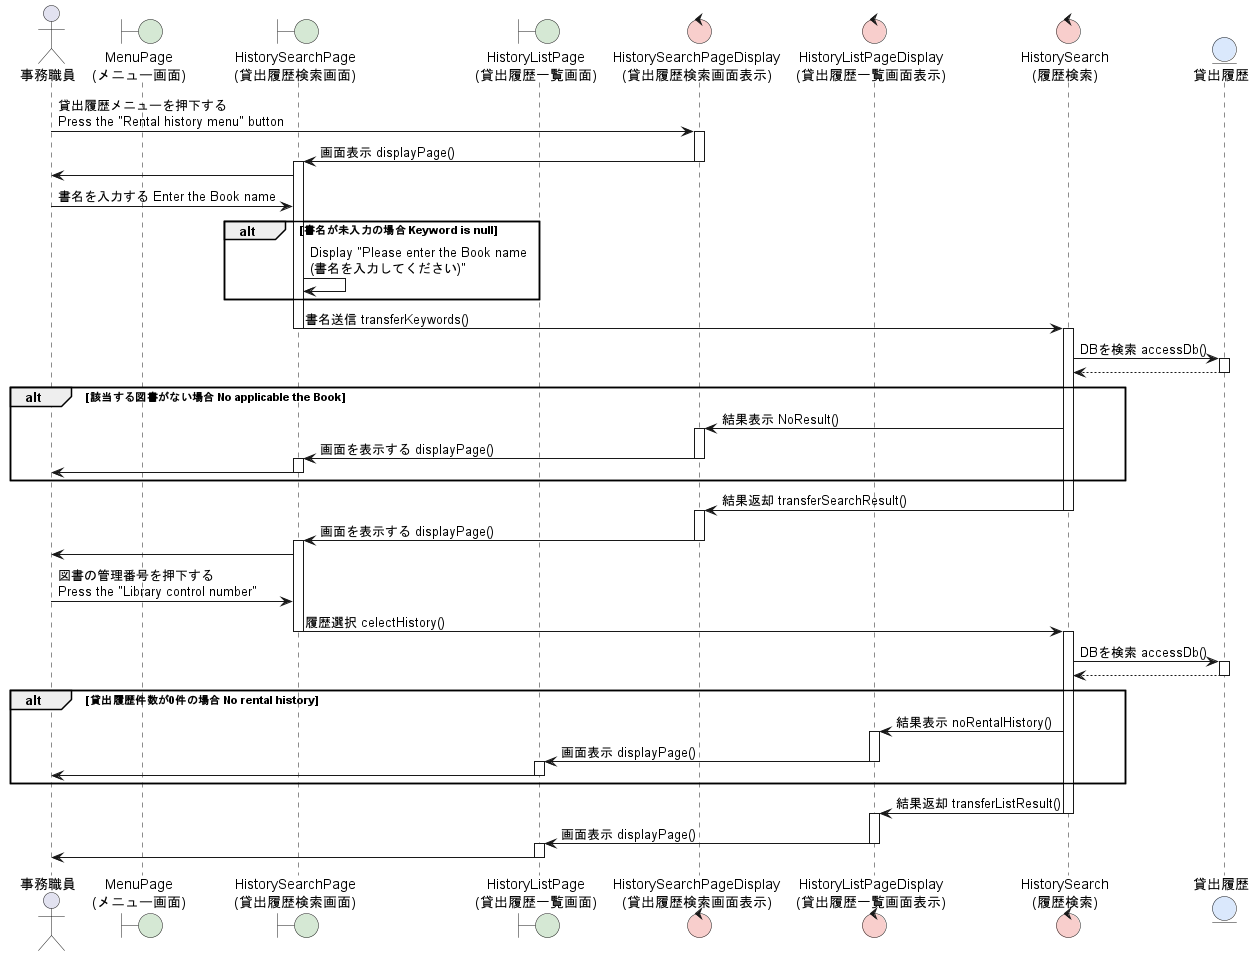 事務職員
MenuPage
(メニュー画面)
HistorySearchPage
(貸出履歴検索画面)
HistoryListPage
(貸出履歴一覧画面)
HistorySearchPageDisplay
(貸出履歴検索画面表示)
HistoryListPageDisplay
(貸出履歴一覧画面表示)
HistorySearch
(履歴検索)
貸出履歴
貸出履歴メニューを押下する
Press the "Rental history menu" button
画面表示 displayPage()
書名を入力する Enter the Book name
alt [書名が未入力の場合 Keyword is null]
Display "Please enter the Book name
(書名を入力してください)"
書名送信 transferKeywords()
DBを検索 accessDb()
alt [該当する図書がない場合 No applicable the Book]
結果表示 NoResult()
画面を表示する displayPage()
結果返却 transferSearchResult()
画面を表示する displayPage()
図書の管理番号を押下する
Press the "Library control number"
履歴選択 celectHistory()
DBを検索 accessDb()
alt [貸出履歴件数が0件の場合 No rental history]
結果表示 noRentalHistory()
画面表示 displayPage()
結果返却 transferListResult()
画面表示 displayPage()
事務職員
MenuPage
(メニュー画面)
HistorySearchPage
(貸出履歴検索画面)
HistoryListPage
(貸出履歴一覧画面)
HistorySearchPageDisplay
(貸出履歴検索画面表示)
HistoryListPageDisplay
(貸出履歴一覧画面表示)
HistorySearch
(履歴検索)
貸出履歴